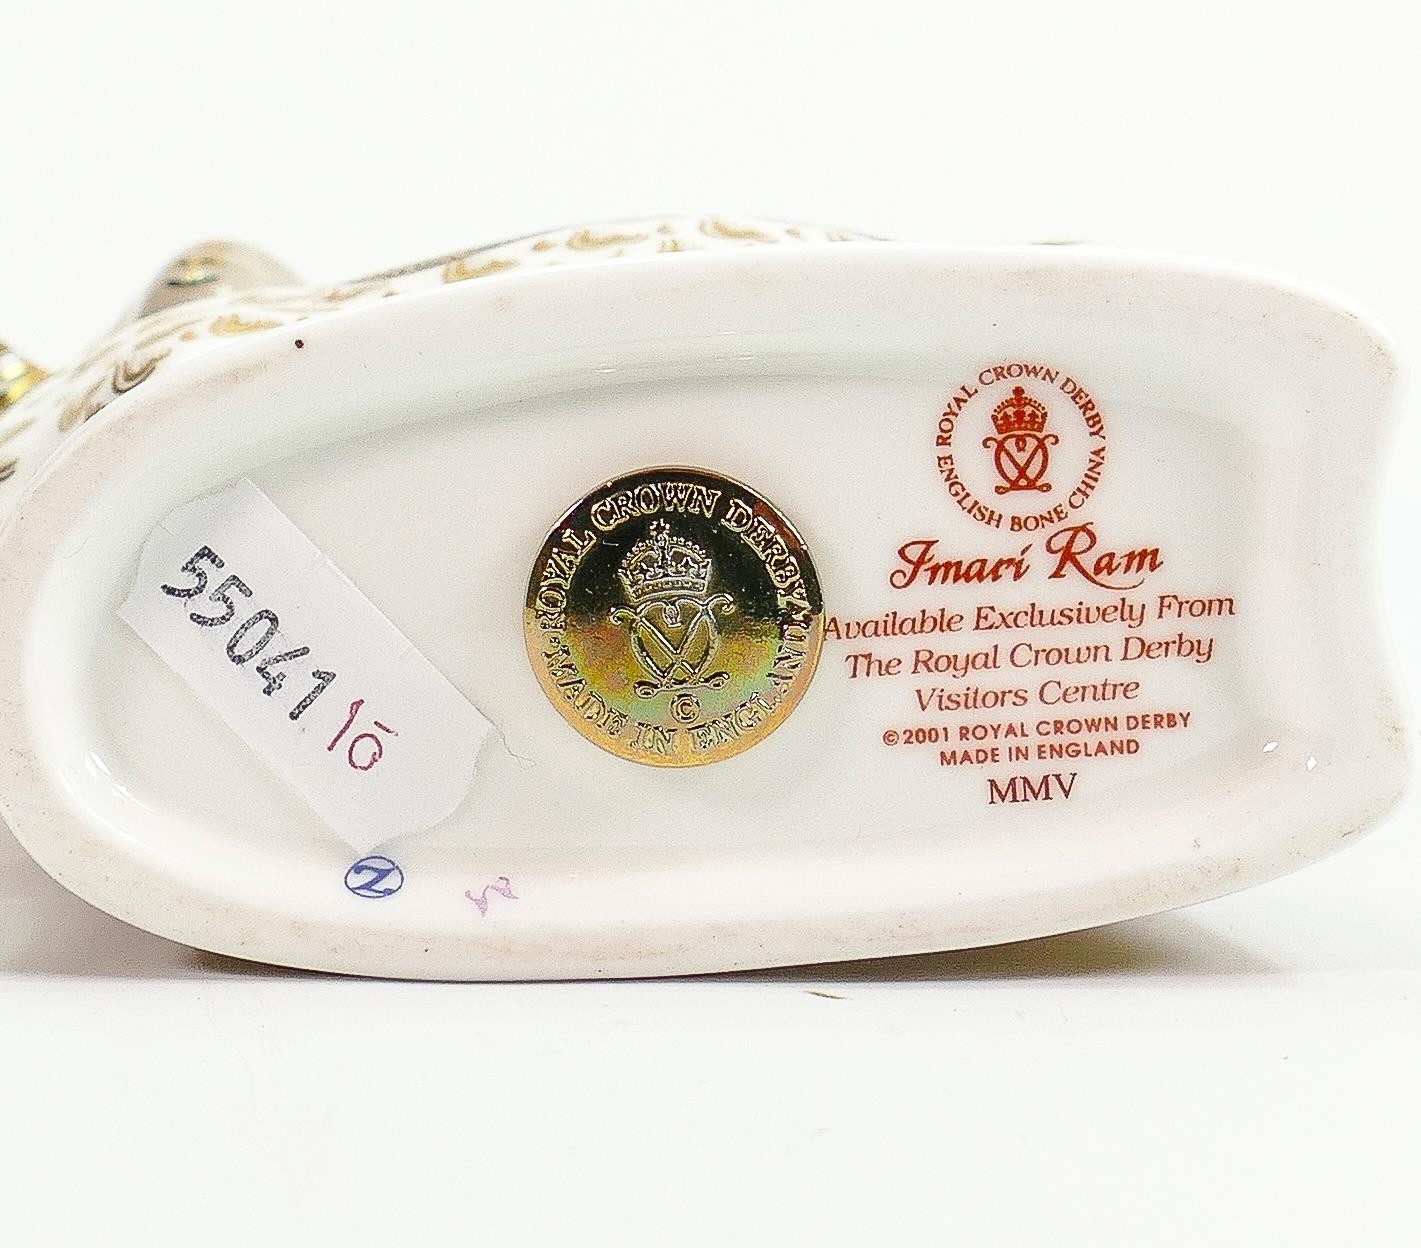 55041
10
ROYAL CROWN DERBY
MADE IN ENGLAND
©
ROYAL CROWN DERBY
ENGLISH BONE CHINA
Imari Ram
Available Exclusively From
The Royal Crown Derby
Visitors Centre
©2001 ROYAL CROWN DERBY
MADE IN ENGLAND
MMV
Z